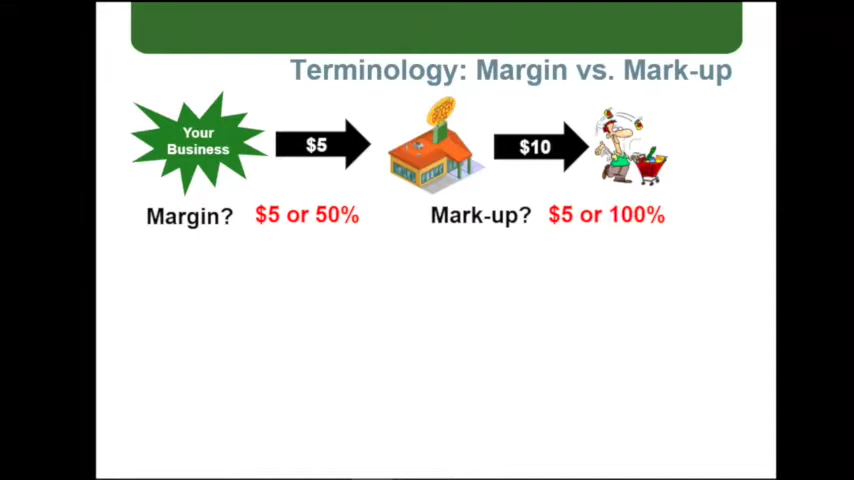 Terminology: Margin vs. Mark-up
Your
Business
$5
$10
Margin? $5 or 50%
Mark-up? $5 or 100%